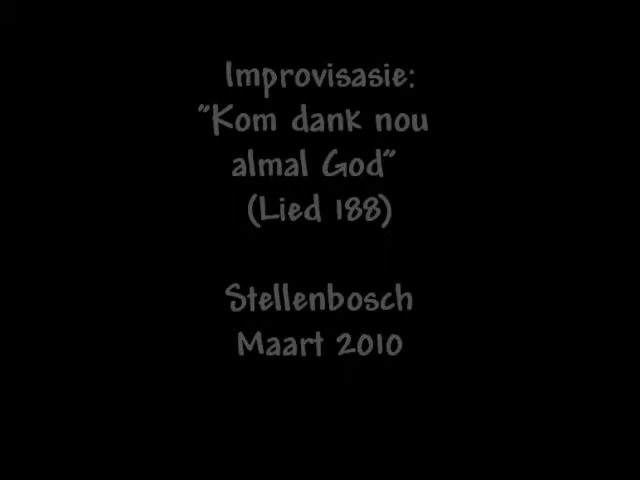 Improvisasie:
"Kom dank nou
almal God"
(Lied 188)
Stellenbosch
Maart 2010